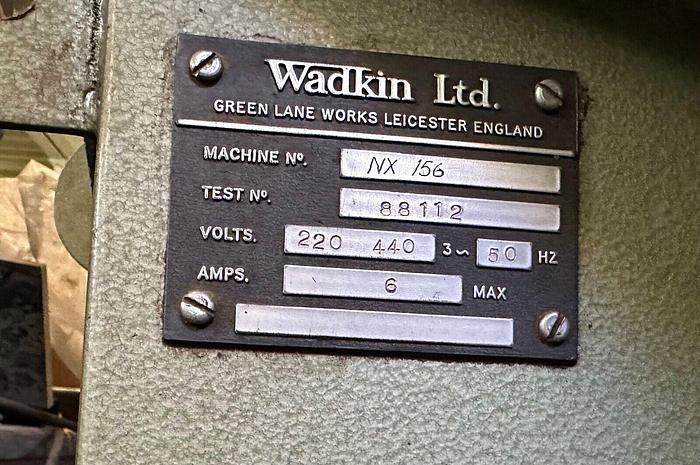 Wadkin Ltd.
GREEN LANE WORKS LEICESTER ENGLAND
MACHINE Nº. NX 156
TEST Nº. 88112
VOLTS. 220 440 3~ 50 HZ
AMPS. 6 MAX